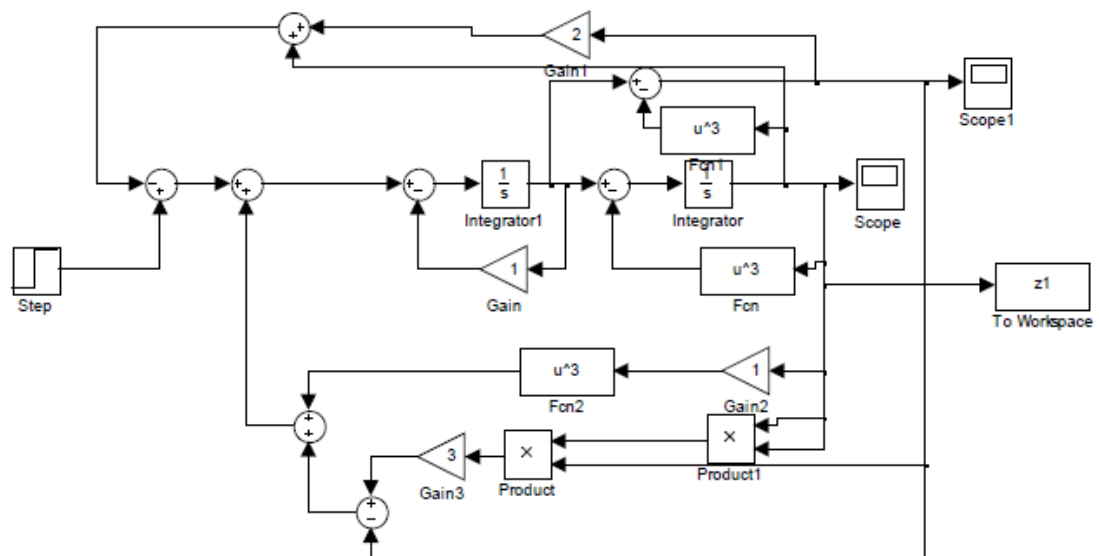 2
Gain1
Scope1
u^3
Fcn1
1
s
Integrator1
1
s
Integrator
Scope
Step
1
Gain
u^3
Fcn
z1
To Workspace
u^3
Fcn2
1
Gain2
3
Gain3
×
Product
×
Product1